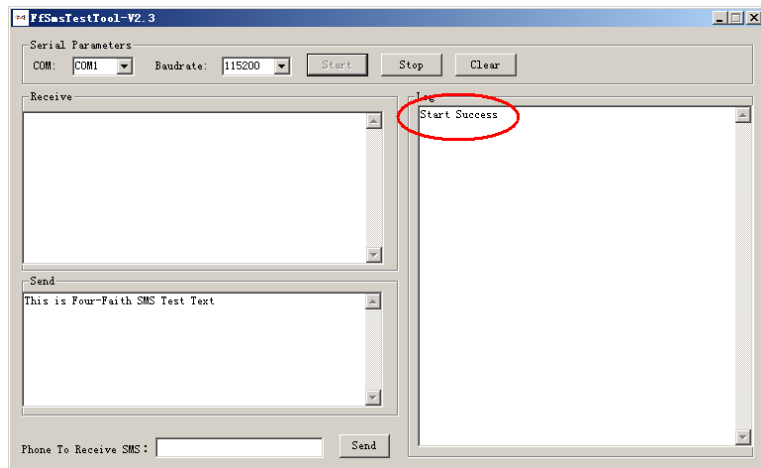 FfSmsTestTool-V2.3
Serial Parameters
COM: COM1 Baudrate: 115200 Start Stop Clear
Receive
Log
Start Success
Send
This is Four-Faith SMS Test Text
Phone To Receive SMS: Send